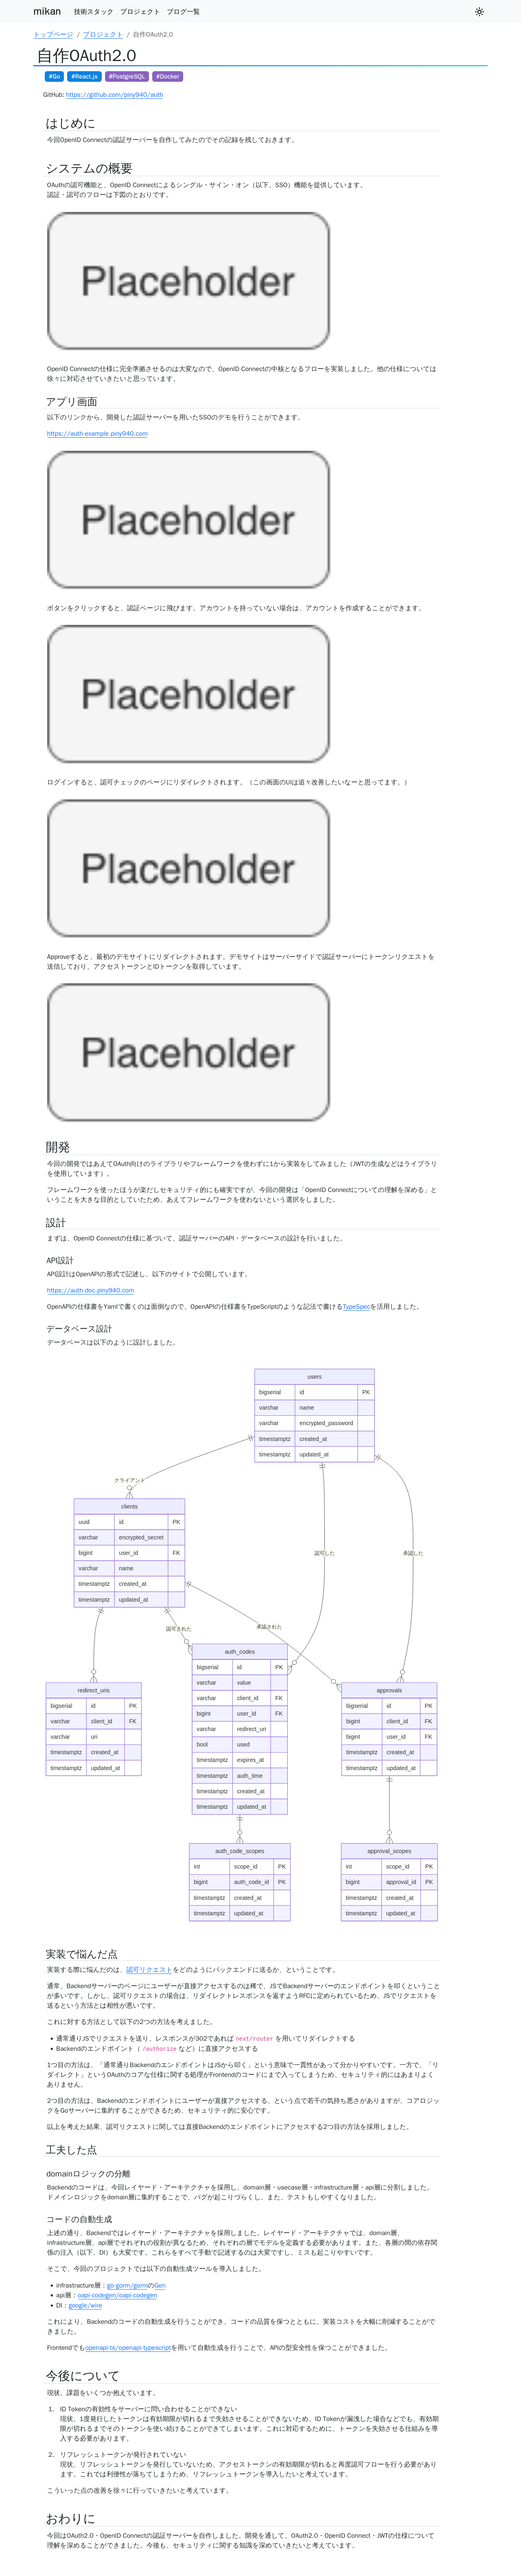 mikan 技術スタック プロジェクト ブログ一覧
トップページ / プロジェクト / 自作OAuth2.0
自作OAuth2.0
#Go #React.js #PostgreSQL #Docker
GitHub: https://github.com/piny940/auth
はじめに
今回OpenID Connectの認証サーバーを自作してみたのでその記録を残しておきます。
システムの概要
OAuthの認可機能と、OpenID Connectによるシングル・サイン・オン（以下、SSO）機能を提供しています。
認証・認可のフローは下図のとおりです。
Placeholder
OpenID Connectの仕様に完全準拠させるのは大変なので、OpenID Connectの中核となるフローを実装しました。他の仕様については
徐々に対応させていきたいと思っています。
アプリ画面
以下のリンクから、開発した認証サーバーを用いたSSOのデモを行うことができます。
https://auth-example.piny940.com
Placeholder
ボタンをクリックすると、認証ページに飛びます。アカウントを持っていない場合は、アカウントを作成することができます。
Placeholder
ログインすると、認可チェックのページにリダイレクトされます。（この画面のUIは追々改善したいなーと思ってます。）
Placeholder
Approveすると、最初のデモサイトにリダイレクトされます。デモサイトはサーバーサイドで認証サーバーにトークンリクエストを
送信しており、アクセストークンとIDトークンを取得しています。
Placeholder
開発
今回の開発ではあえてOAuth向けのライブラリやフレームワークを使わずに1から実装をしてみました（JWTの生成などはライブラリ
を使用しています）。
フレームワークを使ったほうが楽だしセキュリティ的にも確実ですが、今回の開発は「OpenID Connectについての理解を深める」と
いうことを大きな目的としていたため、あえてフレームワークを使わないという選択をしました。
設計
まずは、OpenID Connectの仕様に基づいて、認証サーバーのAPI・データベースの設計を行いました。
API設計
API設計はOpenAPIの形式で記述し、以下のサイトで公開しています。
https://auth-doc.piny940.com
OpenAPIの仕様書をYamlで書くのは面倒なので、OpenAPIの仕様書をTypeScriptのような記法で書けるTypeSpecを活用しました。
データベース設計
データベースは以下のように設計しました。
users
bigserial id PK
varchar name
varchar encrypted_password
timestamptz created_at
timestamptz updated_at
クライアント
clients
uuid id PK
varchar encrypted_secret
bigint user_id FK
varchar name
timestamptz created_at
timestamptz updated_at
認可した
承認した
認可された
承認された
redirect_uris
bigserial id PK
varchar client_id FK
varchar uri
timestamptz created_at
timestamptz updated_at
auth_codes
bigserial id PK
varchar value
varchar client_id FK
bigint user_id FK
varchar redirect_uri
bool used
timestamptz expires_at
timestamptz auth_time
timestamptz created_at
timestamptz updated_at
approvals
bigserial id PK
bigint client_id FK
bigint user_id FK
timestamptz created_at
timestamptz updated_at
auth_code_scopes
int scope_id PK
bigint auth_code_id PK
timestamptz created_at
timestamptz updated_at
approval_scopes
int scope_id PK
bigint approval_id PK
timestamptz created_at
timestamptz updated_at
実装で悩んだ点
実装する際に悩んだのは、認可リクエストをどのようにバックエンドに送るか、ということです。
通常、Backendサーバーのページにユーザーが直接アクセスするのは稀で、JSでBackendサーバーのエンドポイントを叩くということ
が多いです。しかし、認可リクエストの場合は、リダイレクトレスポンスを返すようRFCに定められているため、JSでリクエストを
送るという方法とは相性が悪いです。
これに対する方法として以下の2つの方法を考えました。
• 通常通りJSでリクエストを送り、レスポンスが302であれば next/router を用いてリダイレクトする
• Backendのエンドポイント（ /authorize など）に直接アクセスする
1つ目の方法は、「通常通りBackendのエンドポイントはJSから叩く」という意味で一貫性があって分かりやすいです。一方で、「リ
ダイレクト」というOAuthのコアな仕様に関する処理がFrontendのコードにまで入ってしまうため、セキュリティ的にはあまりよく
ありません。
2つ目の方法は、Backendのエンドポイントにユーザーが直接アクセスする、という点で若干の気持ち悪さがありますが、コアロジッ
クをGoサーバーに集約することができるため、セキュリティ的に安心です。
以上を考えた結果、認可リクエストに関しては直接Backendのエンドポイントにアクセスする2つ目の方法を採用しました。
工夫した点
domainロジックの分離
Backendのコードは、今回レイヤード・アーキテクチャを採用し、domain層・usecase層・infrastructure層・api層に分割しました。
ドメインロジックをdomain層に集約することで、バグが起こりづらくし、また、テストもしやすくなりました。
コードの自動生成
上述の通り、Backendではレイヤード・アーキテクチャを採用しました。レイヤード・アーキテクチャでは、domain層、
infrastructure層、api層でそれぞれの役割が異なるため、それぞれの層でモデルを定義する必要があります。また、各層の間の依存関
係の注入（以下、DI）も大変です。これらをすべて手動で記述するのは大変ですし、ミスも起こりやすいです。
そこで、今回のプロジェクトでは以下の自動生成ツールを導入しました。
• infrastracture層：go-gorm/gormのGen
• api層：oapi-codegen/oapi-codegen
• DI：google/wire
これにより、Backendのコードの自動生成を行うことができ、コードの品質を保つとともに、実装コストを大幅に削減することがで
きました。
Frontendでもopenapi-ts/openapi-typescriptを用いて自動生成を行うことで、APIの型安全性を保つことができました。
今後について
現状、課題をいくつか抱えています。
1. ID Tokenの有効性をサーバーに問い合わせることができない
現状、1度発行したトークンは有効期限が切れるまで失効させることができないため、ID Tokenが漏洩した場合などでも、有効期
限が切れるまでそのトークンを使い続けることができてしまいます。これに対応するために、トークンを失効させる仕組みを導
入する必要があります。
2. リフレッシュトークンが発行されていない
現状、リフレッシュトークンを発行していないため、アクセストークンの有効期限が切れると再度認可フローを行う必要があり
ます。これでは利便性が落ちてしまうため、リフレッシュトークンを導入したいと考えています。
こういった点の改善を徐々に行っていきたいと考えています。
おわりに
今回はOAuth2.0・OpenID Connectの認証サーバーを自作しました。開発を通して、OAuth2.0・OpenID Connect・JWTの仕様について
理解を深めることができました。今後も、セキュリティに関する知識を深めていきたいと考えています。